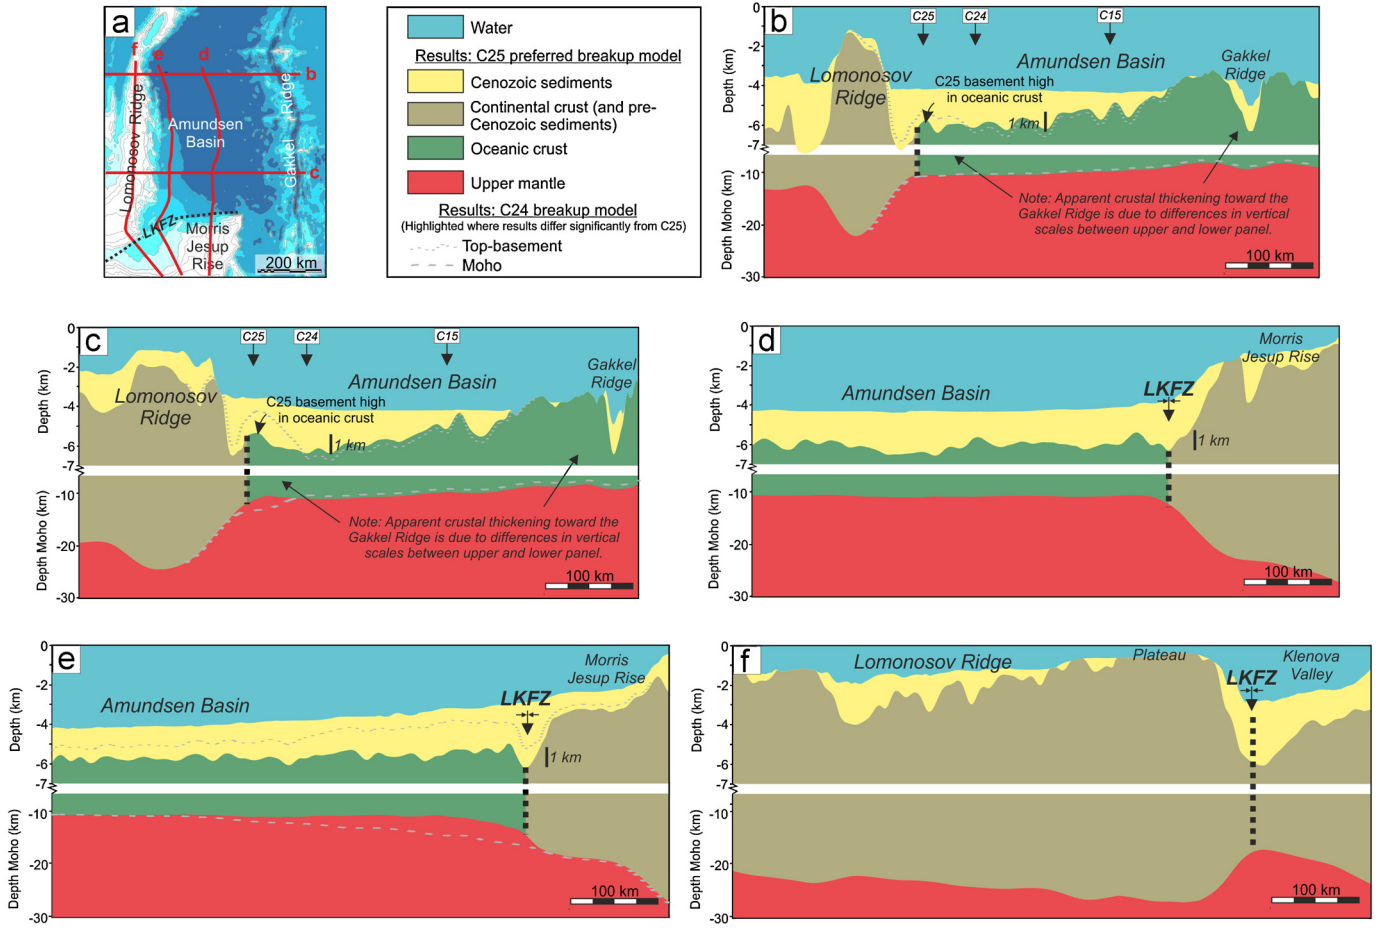 a
f
e
d
b
Lomonosov Ridge
Amundsen
Basin
Gakkel Ridge
c
LKFZ
Morris
Jesup
Rise
200 km
Water
Results: C25 preferred breakup model
Cenozoic sediments
Continental crust (and pre-
Cenozoic sediments)
Oceanic crust
Upper mantle
Results: C24 breakup model
(Highlighted where results differ significantly from C25)
Top-basement
Moho
b
C25
C24
C15
Lomonosov
Ridge
Amundsen Basin
Gakkel
Ridge
C25 basement high
in oceanic crust
1 km
Depth (km)
0
-2
-4
-6
-7
Depth Moho (km)
-10
-20
-30
Note: Apparent crustal thickening toward the
Gakkel Ridge is due to differences in vertical
scales between upper and lower panel.
100 km
c
C25
C24
C15
Lomonosov
Ridge
Amundsen Basin
Gakkel
Ridge
C25 basement high
in oceanic crust
1 km
Depth (km)
0
-2
-4
-6
-7
Depth Moho (km)
-10
-20
-30
Note: Apparent crustal thickening toward the
Gakkel Ridge is due to differences in vertical
scales between upper and lower panel.
100 km
d
Amundsen Basin
LKFZ
Morris
Jesup Rise
1 km
Depth (km)
0
-2
-4
-6
-7
Depth Moho (km)
-10
-20
-30
100 km
e
Amundsen Basin
LKFZ
Morris
Jesup Rise
1 km
Depth (km)
0
-2
-4
-6
-7
Depth Moho (km)
-10
-20
-30
100 km
f
Lomonosov Ridge
Plateau
LKFZ
Klenova
Valley
Depth (km)
0
-2
-4
-6
-7
Depth Moho (km)
-10
-20
-30
100 km